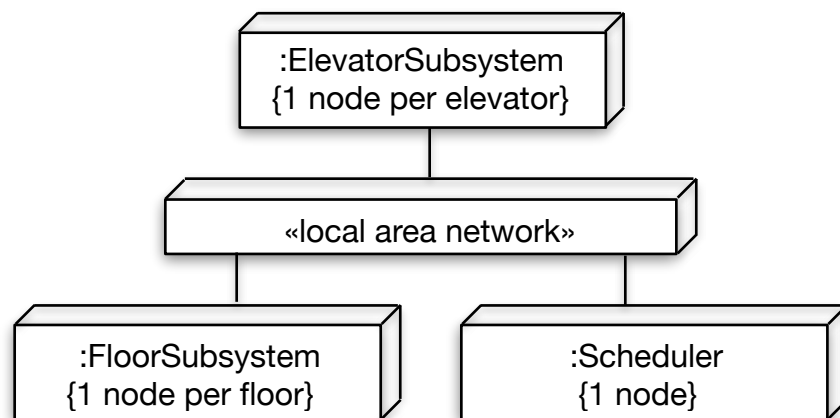 :ElevatorSubsystem
{1 node per elevator}
«local area network»
:FloorSubsystem
{1 node per floor}
:Scheduler
{1 node}